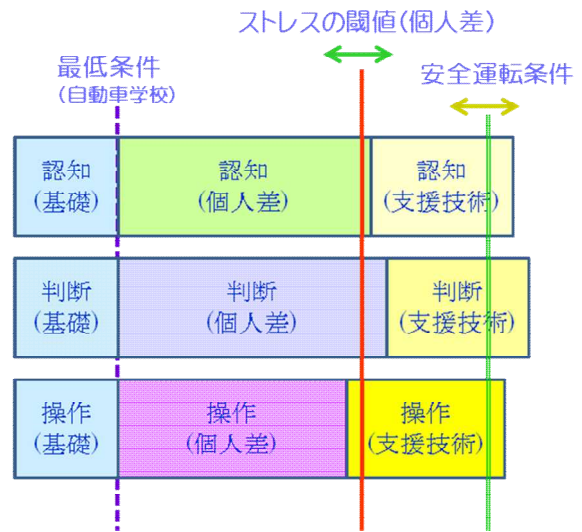 ストレスの閾値(個人差)
最低条件
(自動車学校)
安全運転条件
認知
(基礎)
認知
(個人差)
認知
(支援技術)
判断
(基礎)
判断
(個人差)
判断
(支援技術)
操作
(基礎)
操作
(個人差)
操作
(支援技術)